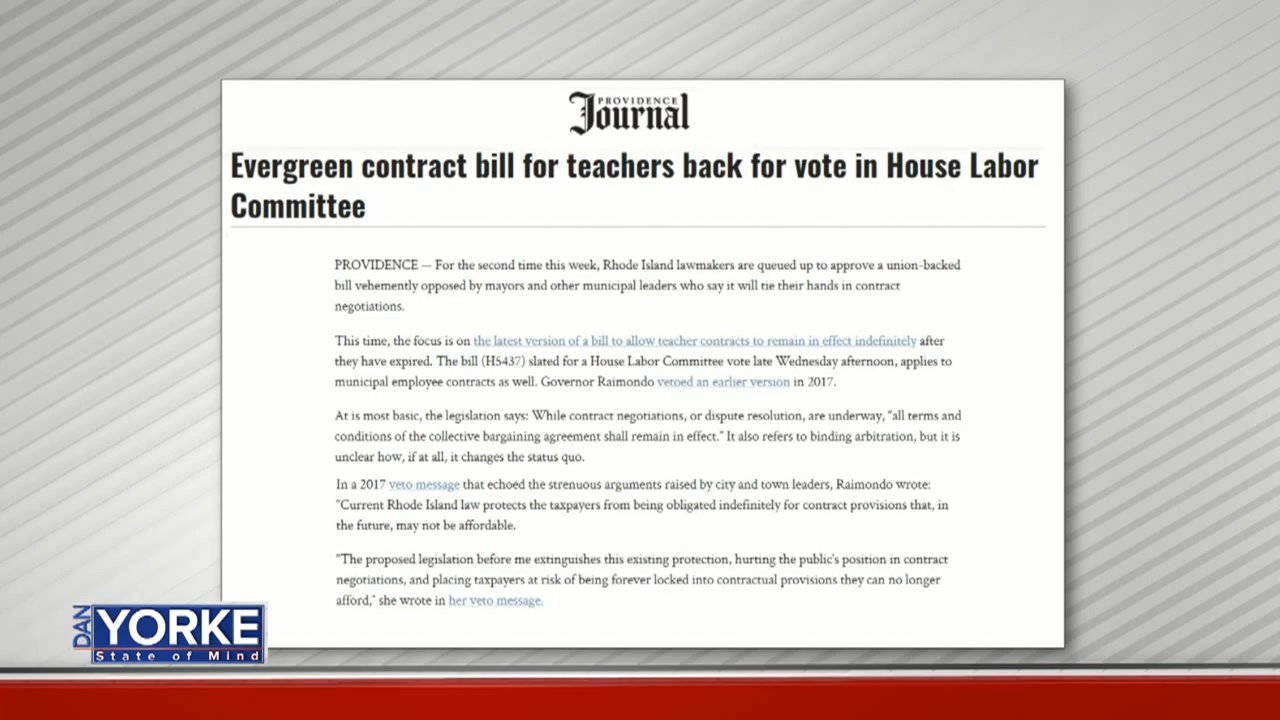 PROVIDENCE
Journal
Evergreen contract bill for teachers back for vote in House Labor
Committee
PROVIDENCE — For the second time this week, Rhode Island lawmakers are queued up to approve a union-backed
bill vehemently opposed by mayors and other municipal leaders who say it will tie their hands in contract
negotiations.
This time, the focus is on the latest version of a bill to allow teacher contracts to remain in effect indefinitely after
they have expired. The bill (H5437) slated for a House Labor Committee vote late Wednesday afternoon, applies to
municipal employee contracts as well. Governor Raimondo vetoed an earlier version in 2017.
At is most basic, the legislation says: While contract negotiations, or dispute resolution, are underway, "all terms and
conditions of the collective bargaining agreement shall remain in effect." It also refers to binding arbitration, but it is
unclear how, if at all, it changes the status quo.
In a 2017 veto message that echoed the strenuous arguments raised by city and town leaders, Raimondo wrote:
"Current Rhode Island law protects the taxpayers from being obligated indefinitely for contract provisions that, in
the future, may not be affordable.
"The proposed legislation before me extinguishes this existing protection, hurting the public's position in contract
negotiations, and placing taxpayers at risk of being forever locked into contractual provisions they can no longer
afford," she wrote in her veto message.
DAN
YORKE
State of Mind